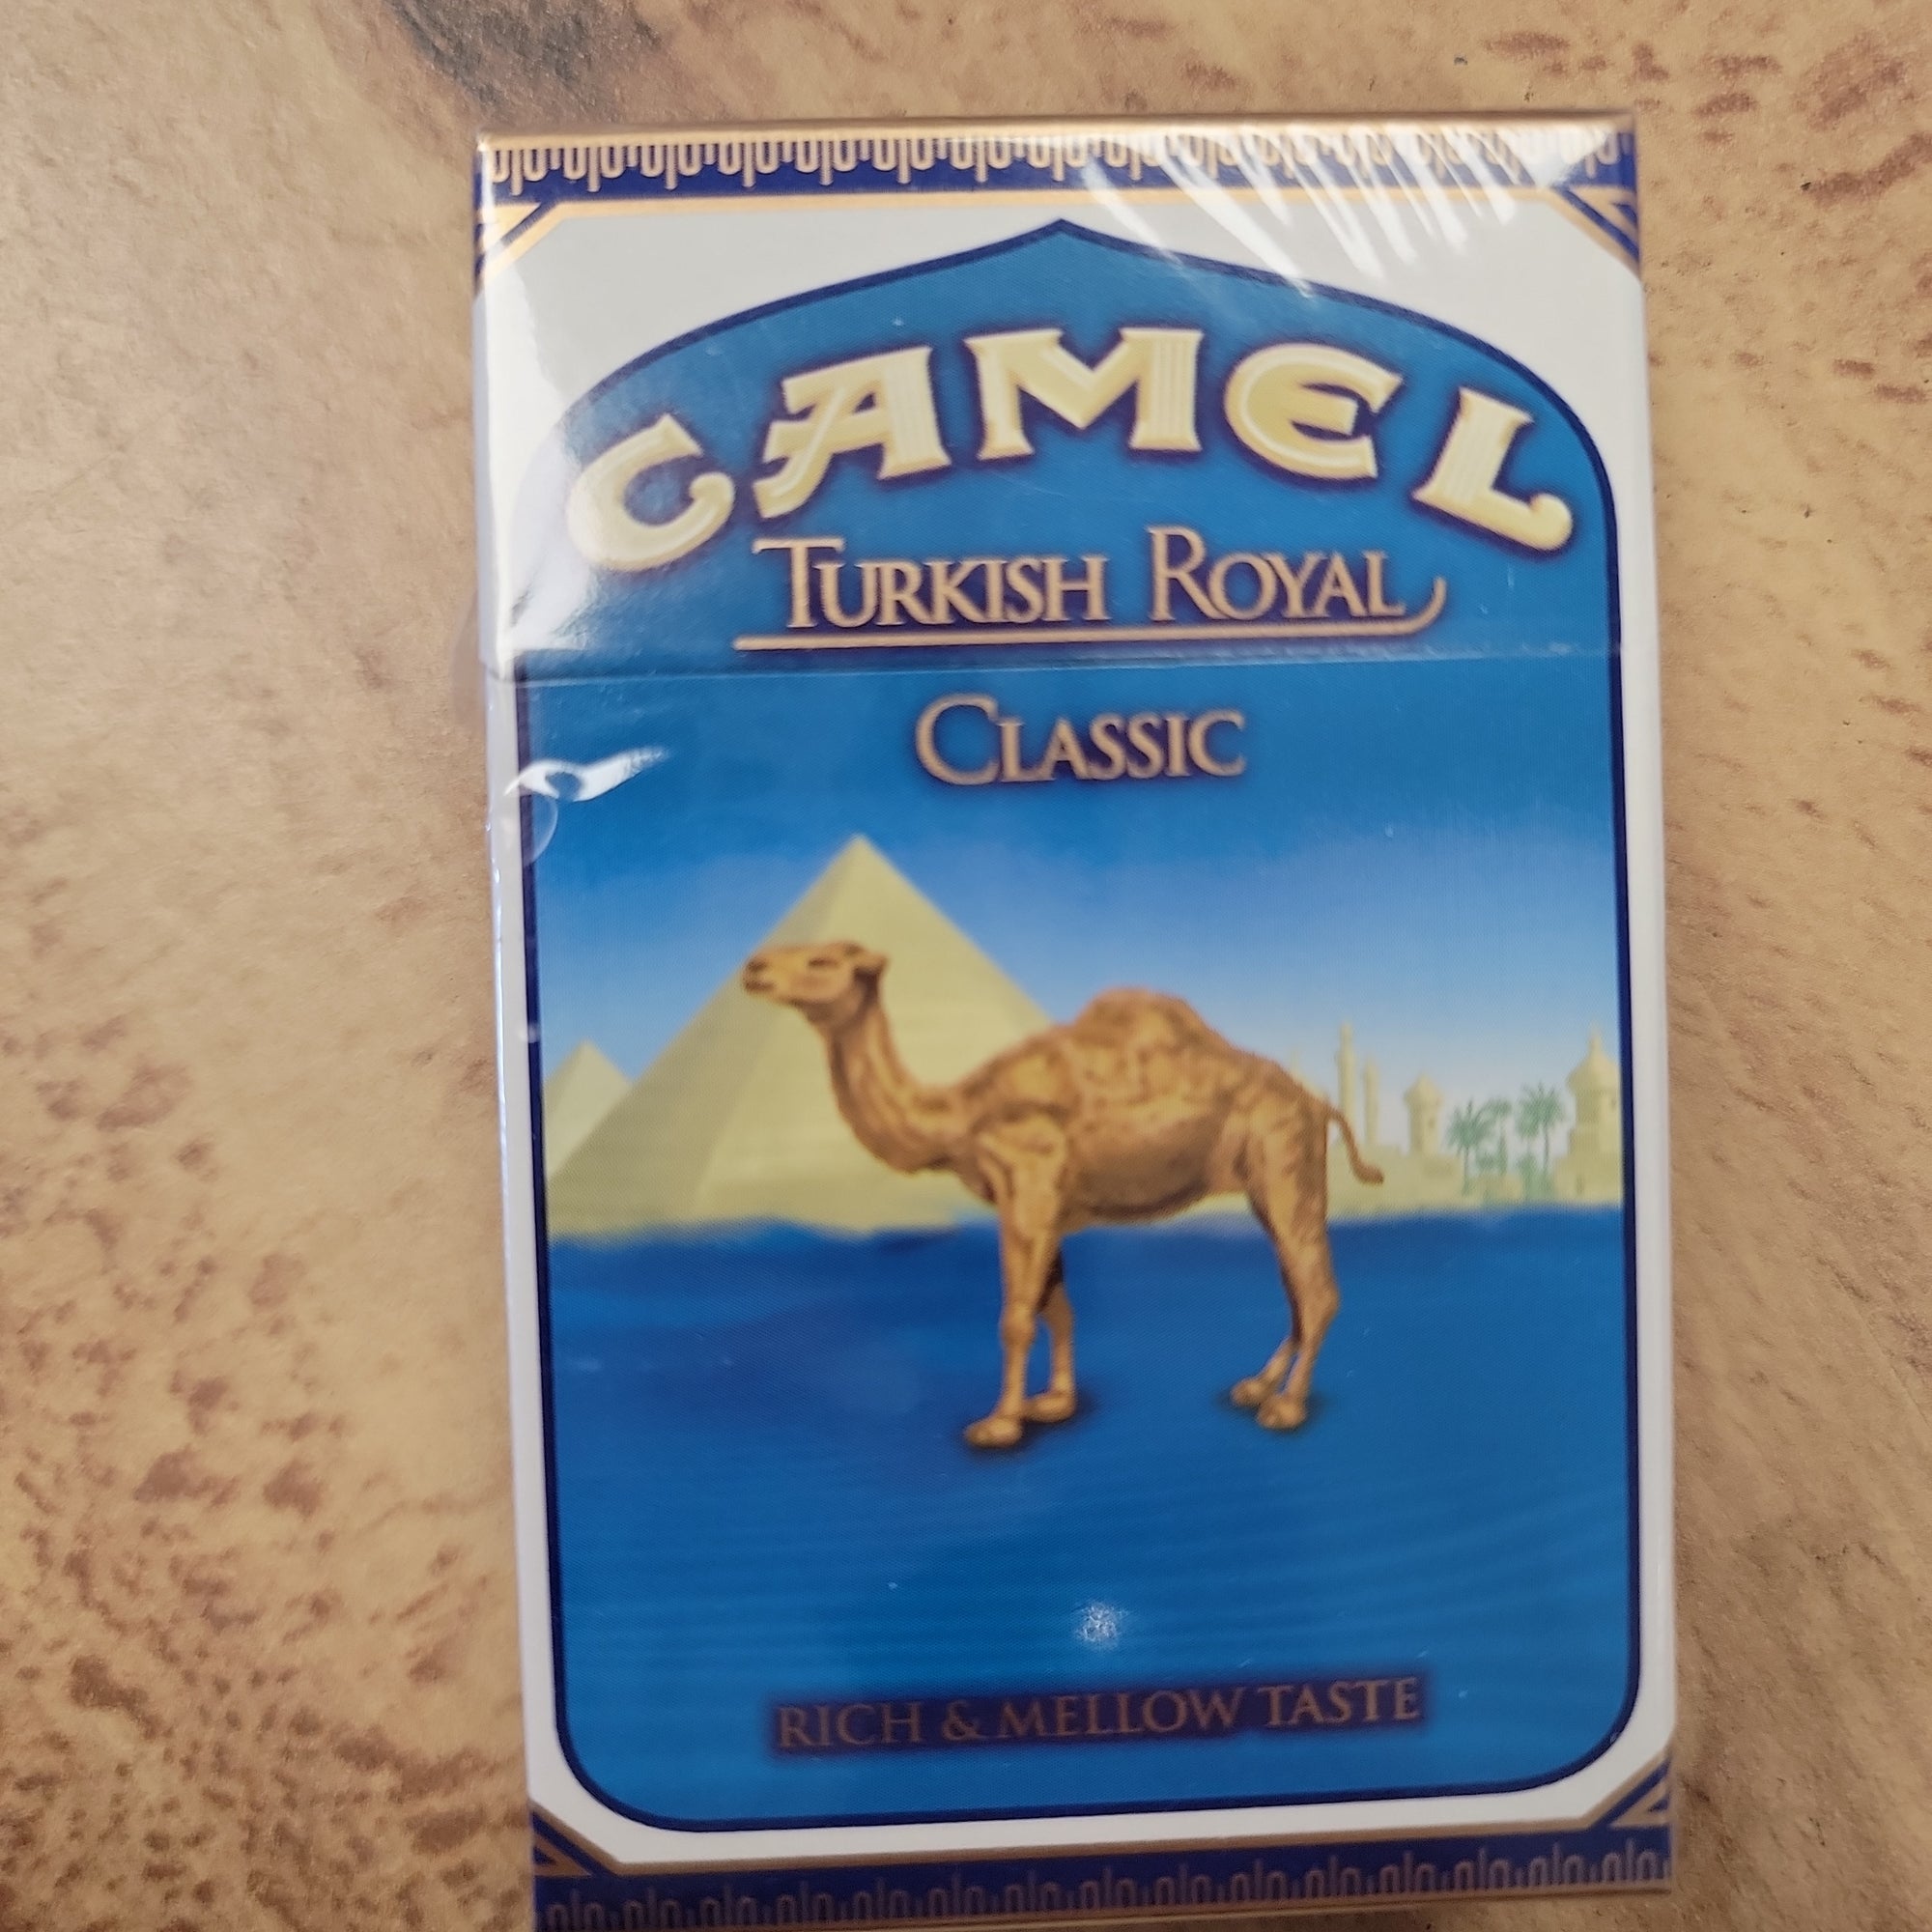 CAMEL
TURKISH ROYAL
CLASSIC
RICH & MELLOW TASTE